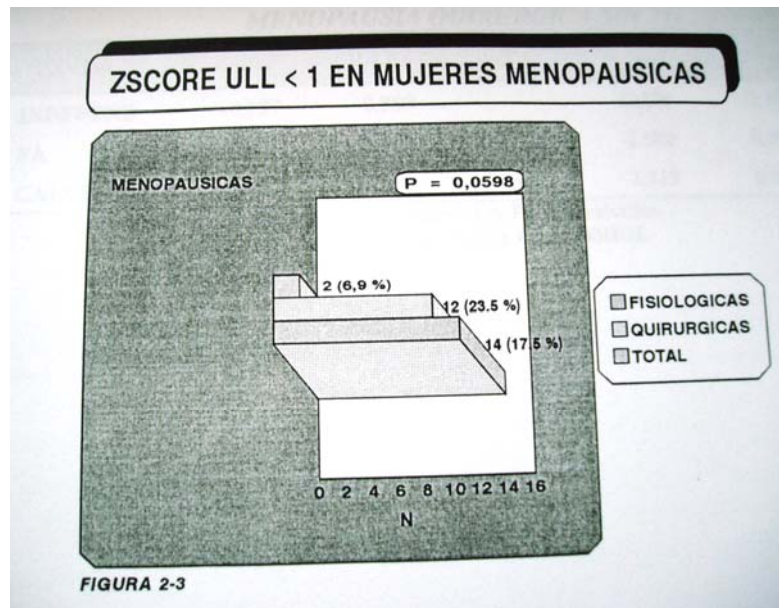 ZSCORE ULL < 1 EN MUJERES MENOPAUSICAS
MENOPAUSICAS
P = 0,0598
2 (6,9 %)
12 (23.5 %)
14 (17.5 %)
FISIOLOGICAS
QUIRURGICAS
TOTAL
0 2 4 6 8 10 12 14 16
N
FIGURA 2-3